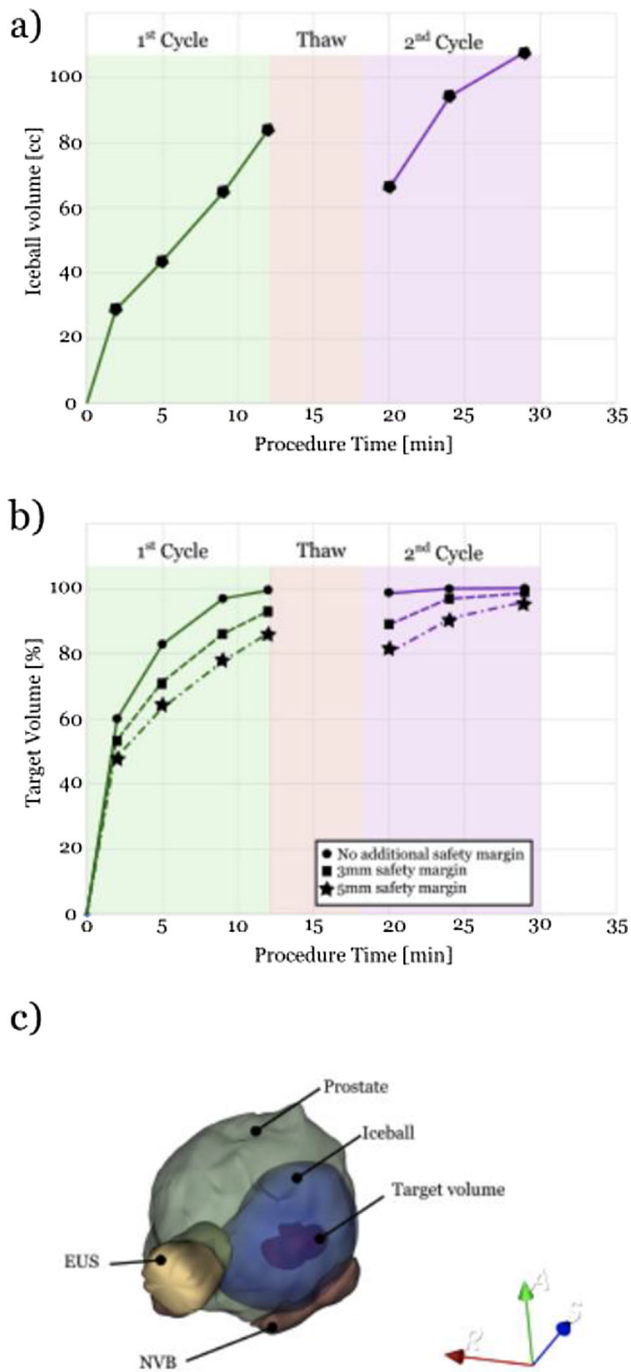 a)
1st Cycle Thaw 2nd Cycle
Iceball volume [cc]
100
80
60
40
20
0
0 5 10 15 20 25 30 35
Procedure Time [min]
b)
1st Cycle Thaw 2nd Cycle
Target Volume [%]
100
80
60
40
20
0
No additional safety margin
3mm safety margin
5mm safety margin
0 5 10 15 20 25 30 35
Procedure Time [min]
c)
Prostate
Iceball
Target volume
EUS
NVB
A
S
R